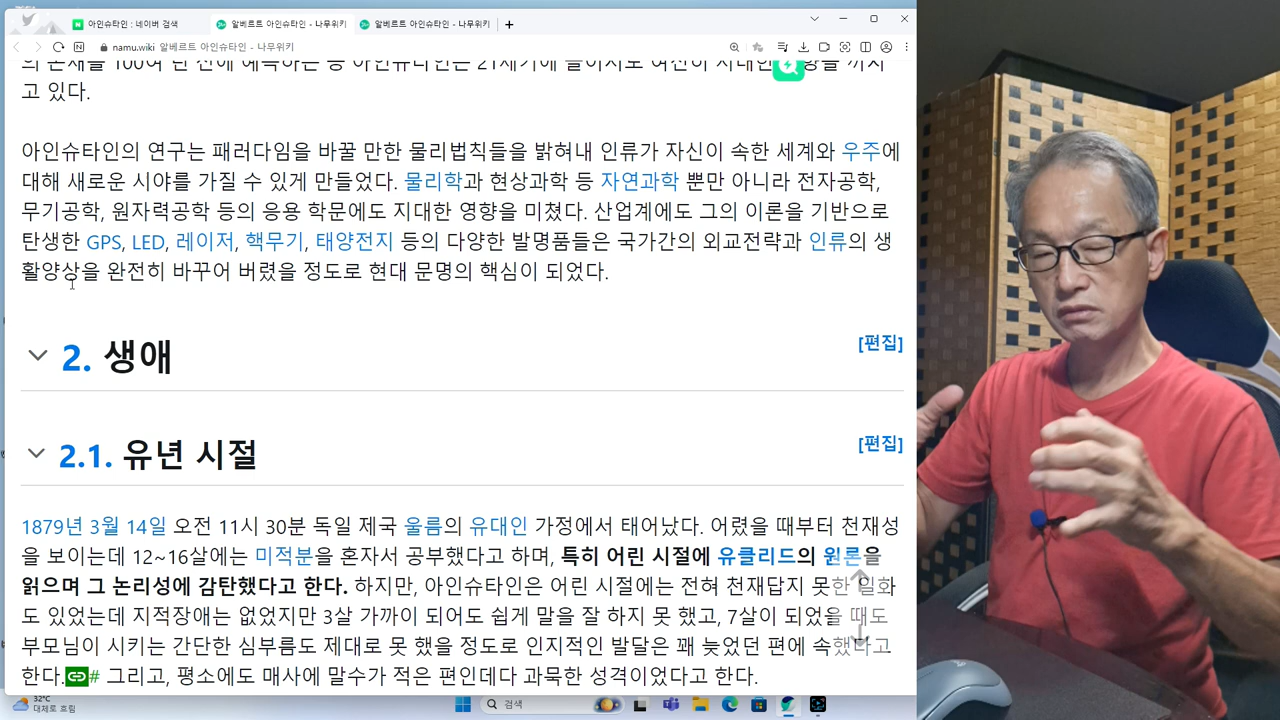 아인슈타인 : 네이버 검색
알베르트 아인슈타인 - 나무위키
알베르트 아인슈타인 - 나무위키
namu.wiki 알베르트 아인슈타인 - 나무위키
고 있다.
아인슈타인의 연구는 패러다임을 바꿀 만한 물리법칙들을 밝혀내 인류가 자신이 속한 세계와 우주에
대해 새로운 시야를 가질 수 있게 만들었다. 물리학과 현상과학 등 자연과학 뿐만 아니라 전자공학,
무기공학, 원자력공학 등의 응용 학문에도 지대한 영향을 미쳤다. 산업계에도 그의 이론을 기반으로
탄생한 GPS, LED, 레이저, 핵무기, 태양전지 등의 다양한 발명품들은 국가간의 외교전략과 인류의 생
활양상을 완전히 바꾸어 버렸을 정도로 현대 문명의 핵심이 되었다.
2. 생애
[편집]
2.1. 유년 시절
[편집]
1879년 3월 14일 오전 11시 30분 독일 제국 울름의 유대인 가정에서 태어났다. 어렸을 때부터 천재성
을 보이는데 12~16살에는 미적분을 혼자서 공부했다고 하며, 특히 어린 시절에 유클리드의 원론을
읽으며 그 논리성에 감탄했다고 한다. 하지만, 아인슈타인은 어린 시절에는 전혀 천재답지 못한 일화
도 있었는데 지적장애는 없었지만 3살 가까이 되어도 쉽게 말을 잘 하지 못 했고, 7살이 되었을 때도
부모님이 시키는 간단한 심부름도 제대로 못 했을 정도로 인지적인 발달은 꽤 늦었던 편에 속했다고
한다.# 그리고, 평소에도 매사에 말수가 적은 편인데다 과묵한 성격이었다고 한다.
32°C
대체로 흐림
검색